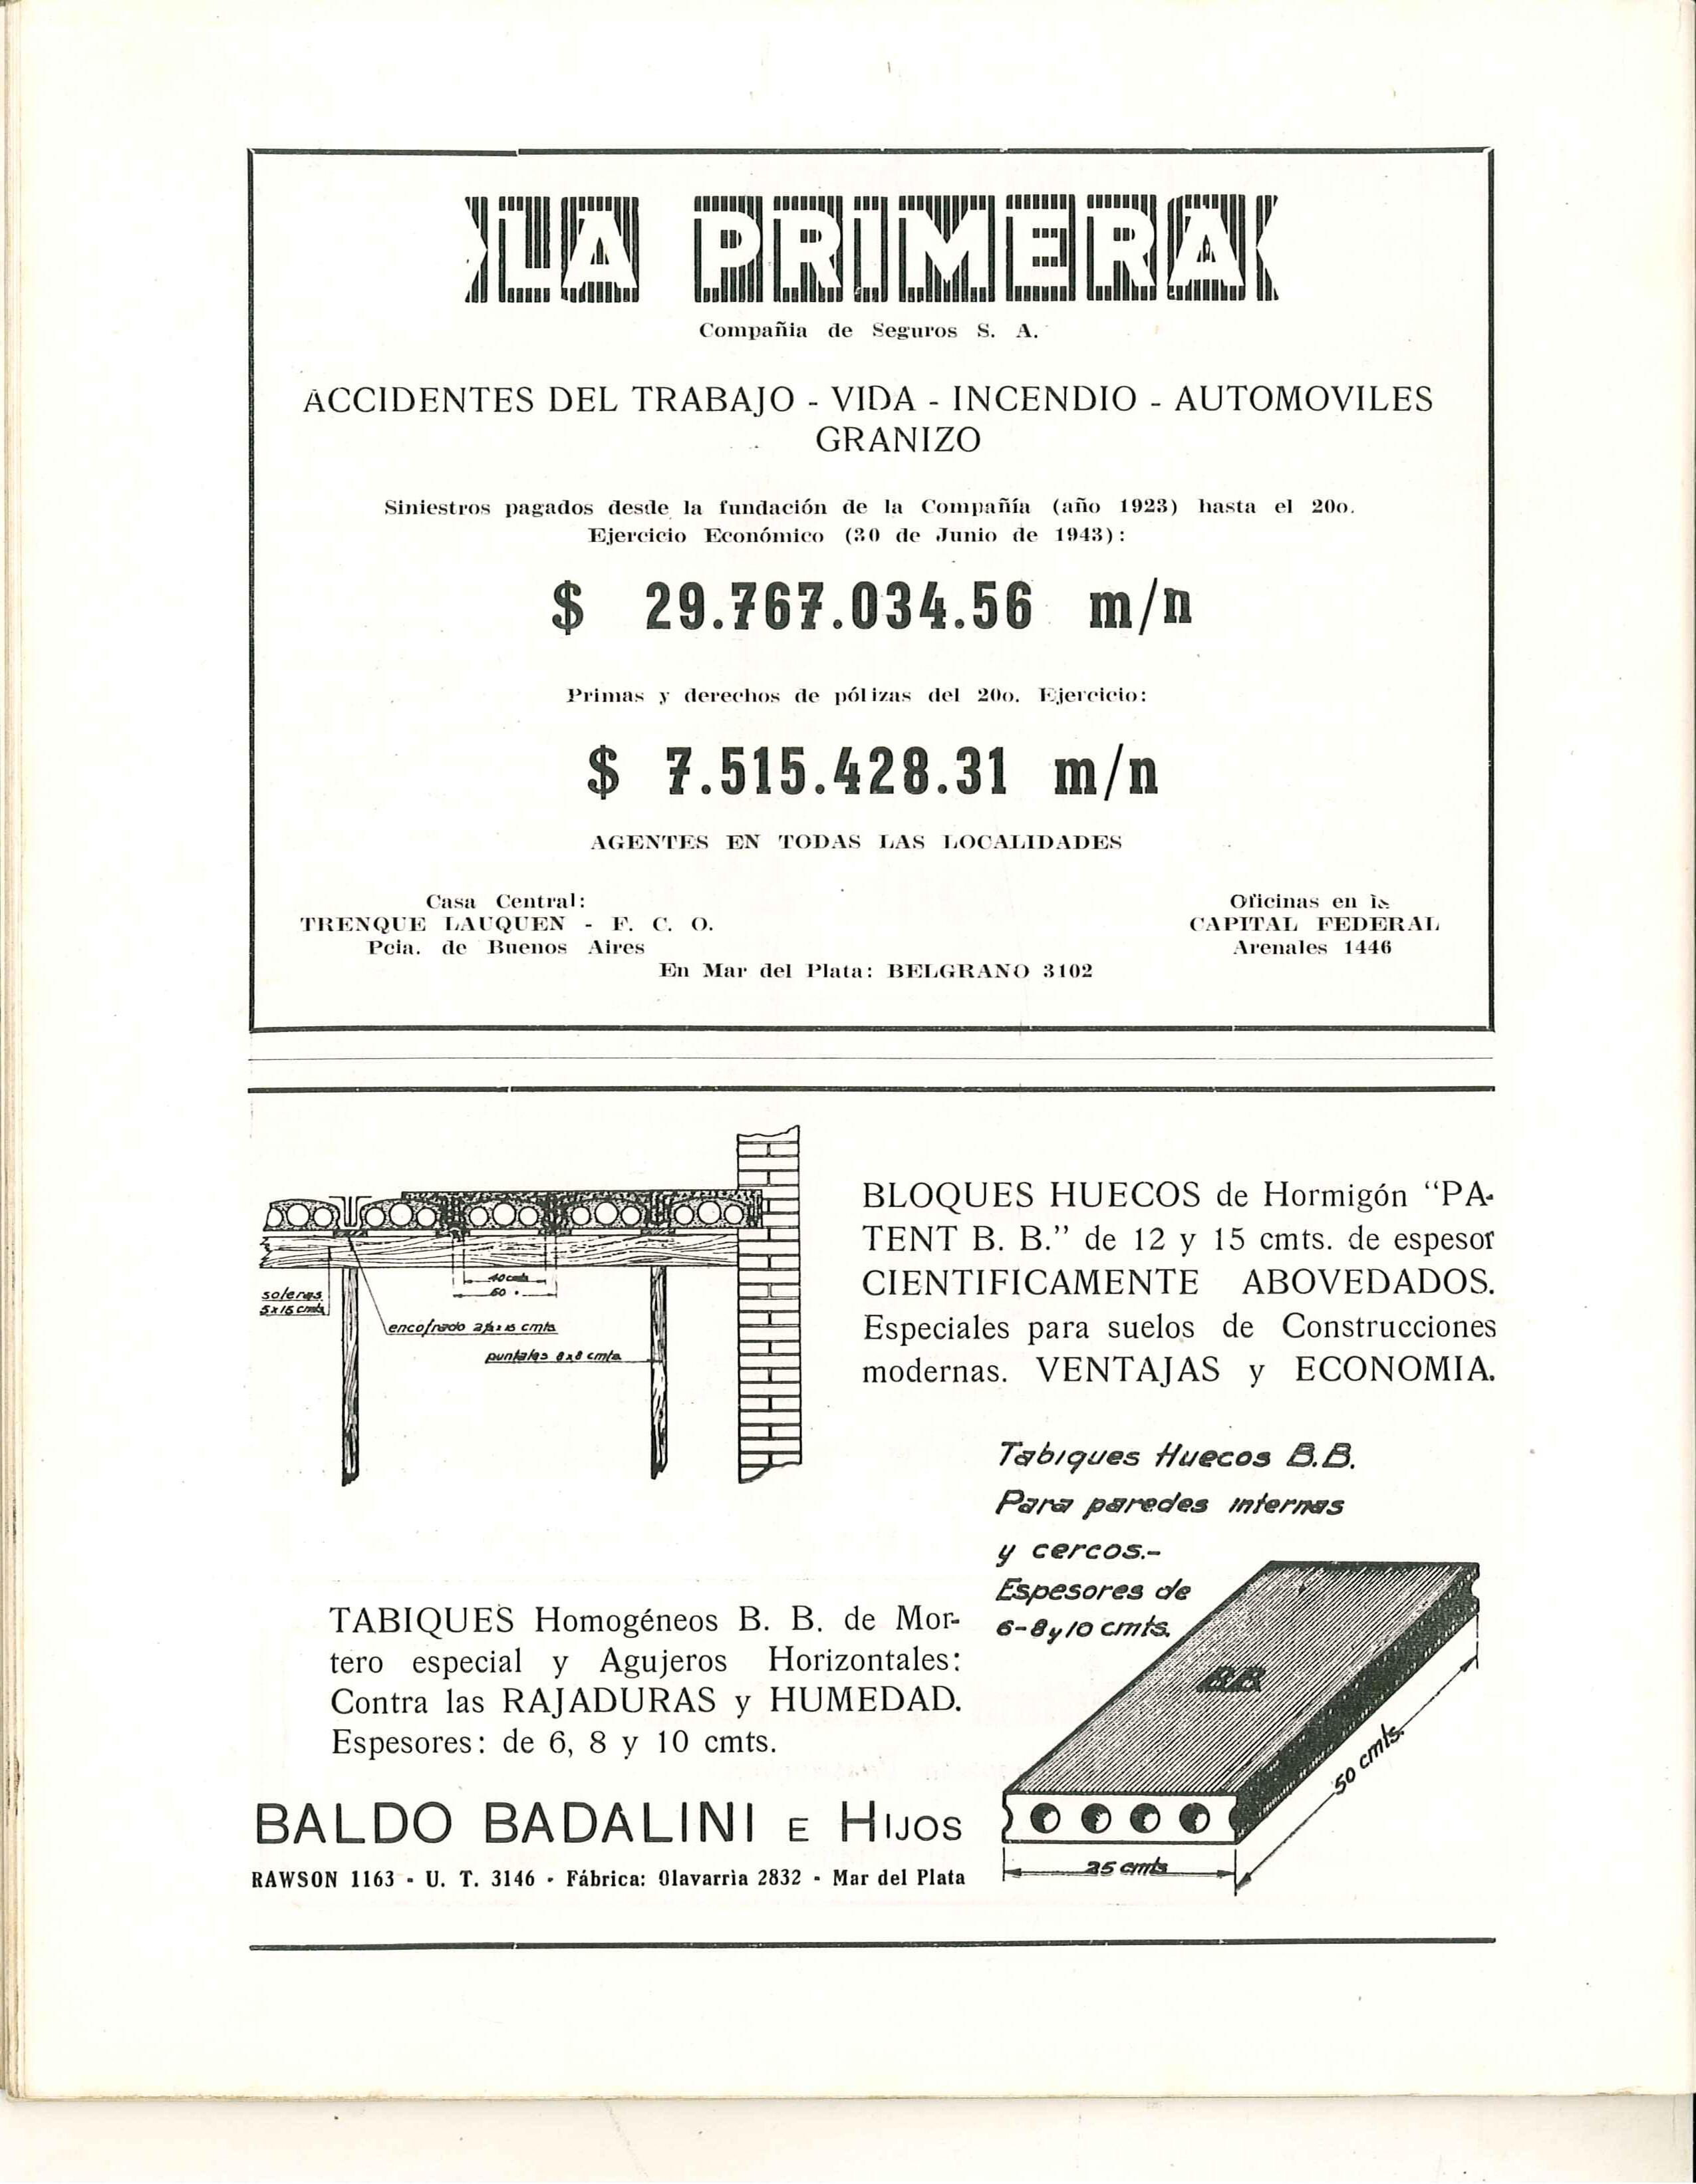 LA PRIMERA
Compañia de Seguros S. A.
ACCIDENTES DEL TRABAJO - VIDA - INCENDIO - AUTOMOVILES
GRANIZO
Siniestros pagados desde la fundación de la Compañía (año 1923) hasta el 20o.
Ejercicio Económico (30 de Junio de 1943):
$ 29.767.034.56 m/n
Primas y derechos de pólizas del 20o. Ejercicio:
$ 7.515.428.31 m/n
AGENTES EN TODAS LAS LOCALIDADES
Casa Central:
TRENQUE LAUQUEN - F. C. O.
Pcia. de Buenos Aires
Oficinas en la
CAPITAL FEDERAL
Arenales 1446
En Mar del Plata: BELGRANO 3102
soleras
5x15 cmts
40 cmts
60
encofrado x 15 cmts
puntales 8x8 cmts
BLOQUES HUECOS de Hormigón “PA-
TENT B. B.” de 12 y 15 cmts. de espesor
CIENTIFICAMENTE ABOVEDADOS.
Especiales para suelos de Construcciones
modernas. VENTAJAS y ECONOMIA.
Tabiques Huecos B.B.
Para paredes internas
y cercos.-
Espesores de
6-8 y 10 cmts.
B.B.
50 cmts.
25 cmts
TABIQUES Homogéneos B. B. de Mor-
tero especial y Agujeros Horizontales:
Contra las RAJADURAS y HUMEDAD.
Espesores: de 6, 8 y 10 cmts.
BALDO BADALINI E HIJOS
RAWSON 1163 - U. T. 3146 - Fábrica: Olavarria 2832 - Mar del Plata